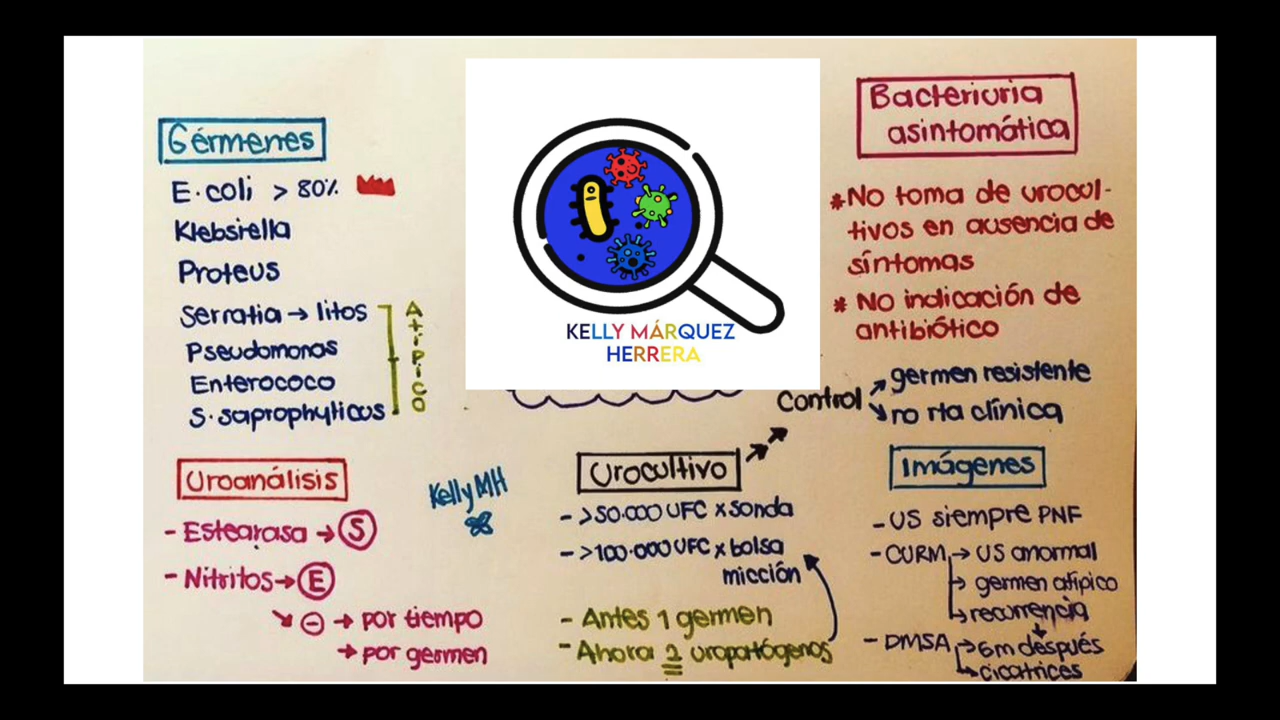 Gérmenes
E. coli > 80%
Klebsiella
Proteus
Serratia → litos
Pseudomonas
Enterococo
S. saprophyticus
Atípico
KELLY MÁRQUEZ
HERRERA
Bacteriuria
asintomática
* No toma de urocul-
tivos en ausencia de
síntomas
* No indicación de
antibiótico
Control
germen resistente
no rta clínica
Uroanálisis
- Estearasa → S
- Nitritos → E
↘ ⊖ → por tiempo
→ por germen
Kelly MH
Urocultivo
- >50.000 UFC x sonda
- >100.000 UFC x bolsa
micción
- Antes 1 germen
- Ahora 2 uropatógenos
Imágenes
- US siempre PNF
- CURM → US anormal
→ germen atípico
→ recurrencia
- DMSA → 6m después
→ cicatrices